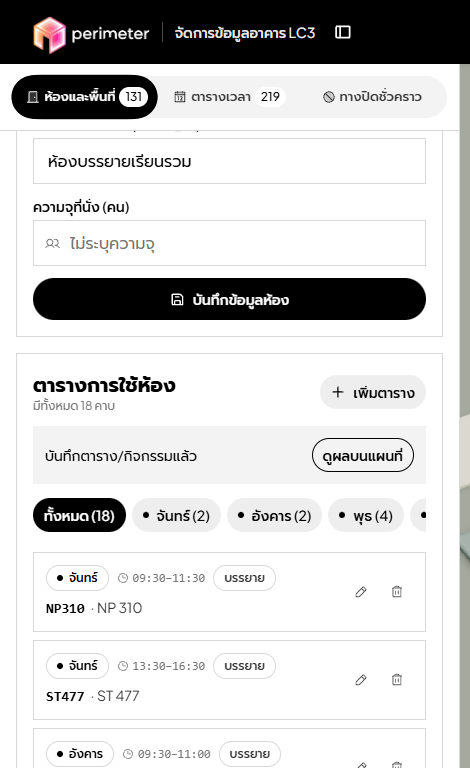 perimeter
จัดการข้อมูลอาคาร LC3
ห้องและพื้นที่ 131
ตารางเวลา 219
ทางปิดชั่วคราว
ห้องบรรยายเรียนรวม
ความจุที่นั่ง (คน)
ไม่ระบุความจุ
บันทึกข้อมูลห้อง
ตารางการใช้ห้อง
มีทั้งหมด 18 คาบ
เพิ่มตาราง
บันทึกตาราง/กิจกรรมแล้ว
ดูผลบนแผนที่
ทั้งหมด (18)
จันทร์ (2)
อังคาร (2)
พุธ (4)
จันทร์ 09:30–11:30 บรรยาย
NP310 · NP 310
จันทร์ 13:30–16:30 บรรยาย
ST477 · ST 477
อังคาร 09:30–11:00 บรรยาย